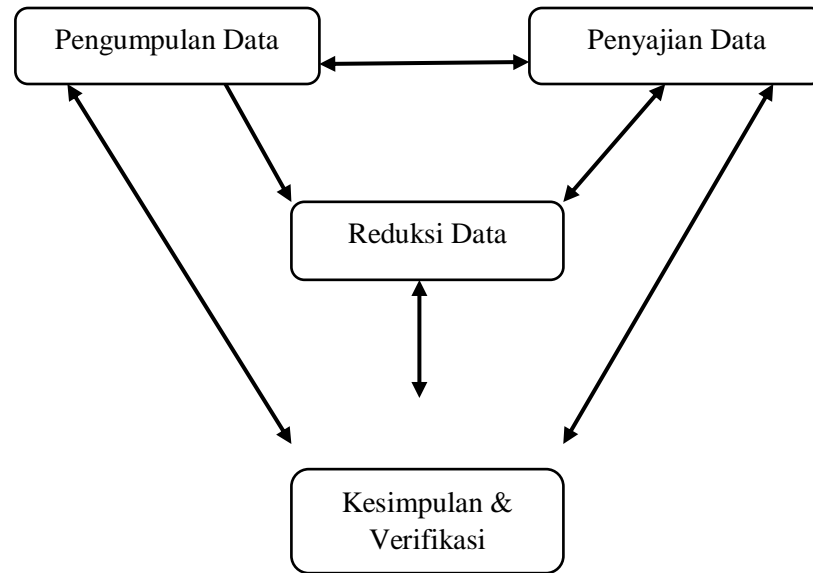 Pengumpulan Data
Penyajian Data
Reduksi Data
Kesimpulan &
Verifikasi